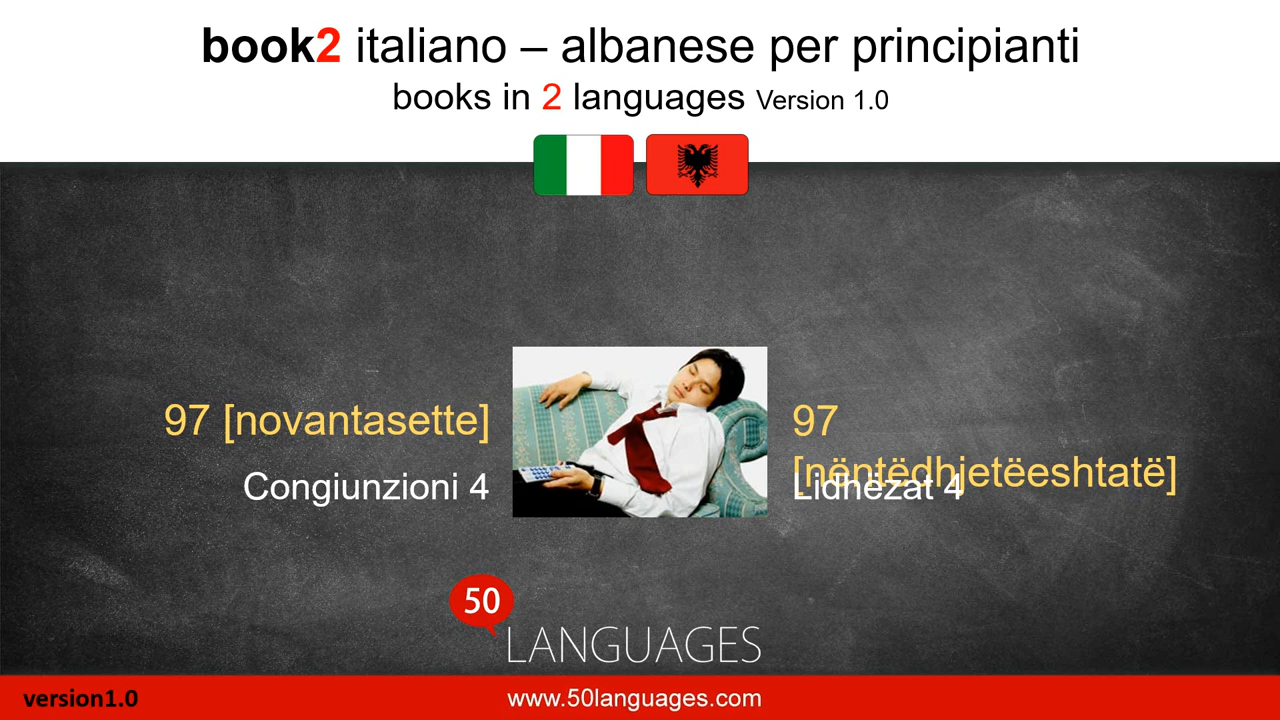 book2 italiano – albanese per principianti
books in 2 languages Version 1.0
97 [novantasette]
Congiunzioni 4
97
[nëntëdhjetëeshtatë]
Lidhëzat 4
50
LANGUAGES
version1.0
www.50languages.com